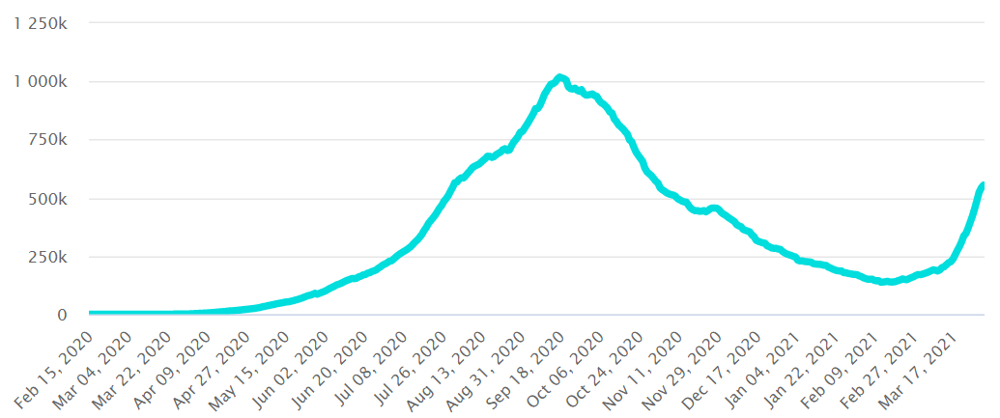 1 250k
1 000k
750k
500k
250k
0
Feb 15, 2020
Mar 04, 2020
Mar 22, 2020
Apr 09, 2020
Apr 27, 2020
May 15, 2020
Jun 02, 2020
Jun 20, 2020
Jul 08, 2020
Jul 26, 2020
Aug 13, 2020
Aug 31, 2020
Sep 18, 2020
Oct 06, 2020
Oct 24, 2020
Nov 11, 2020
Nov 29, 2020
Dec 17, 2020
Jan 04, 2021
Jan 22, 2021
Feb 09, 2021
Feb 27, 2021
Mar 17, 2021